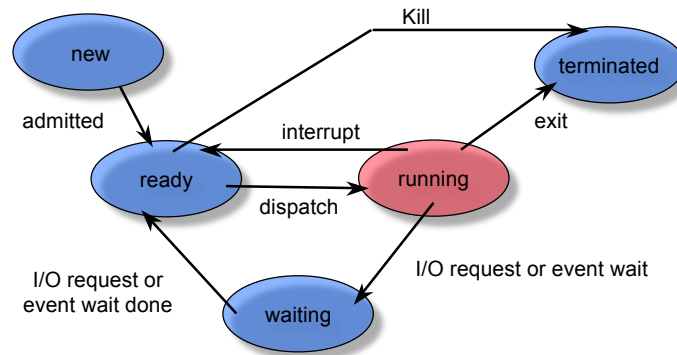 Kill
new
terminated
admitted
interrupt
exit
ready
running
dispatch
I/O request or
event wait done
I/O request or event wait
waiting